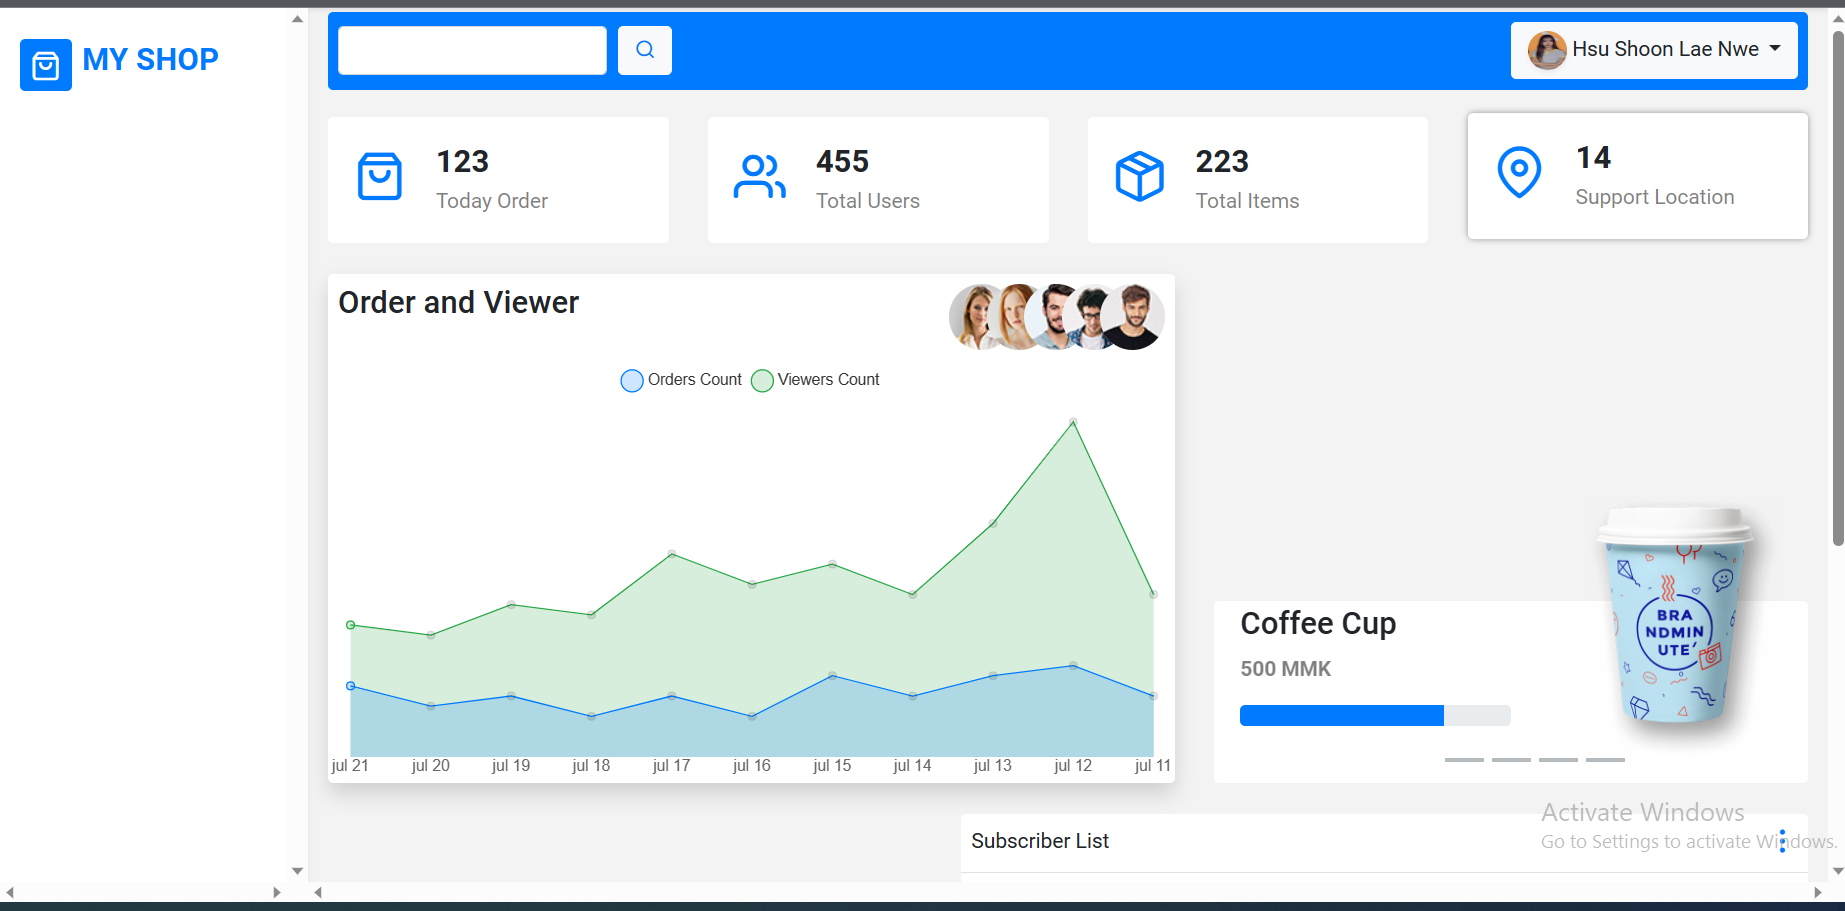 MY SHOP
Hsu Shoon Lae Nwe
123
Today Order
455
Total Users
223
Total Items
14
Support Location
Order and Viewer
Orders Count Viewers Count
jul 21 jul 20 jul 19 jul 18 jul 17 jul 16 jul 15 jul 14 jul 13 jul 12 jul 11
Coffee Cup
500 MMK
BRA
NDMIN
UTE′
Subscriber List
Activate Windows
Go to Settings to activate Windows.